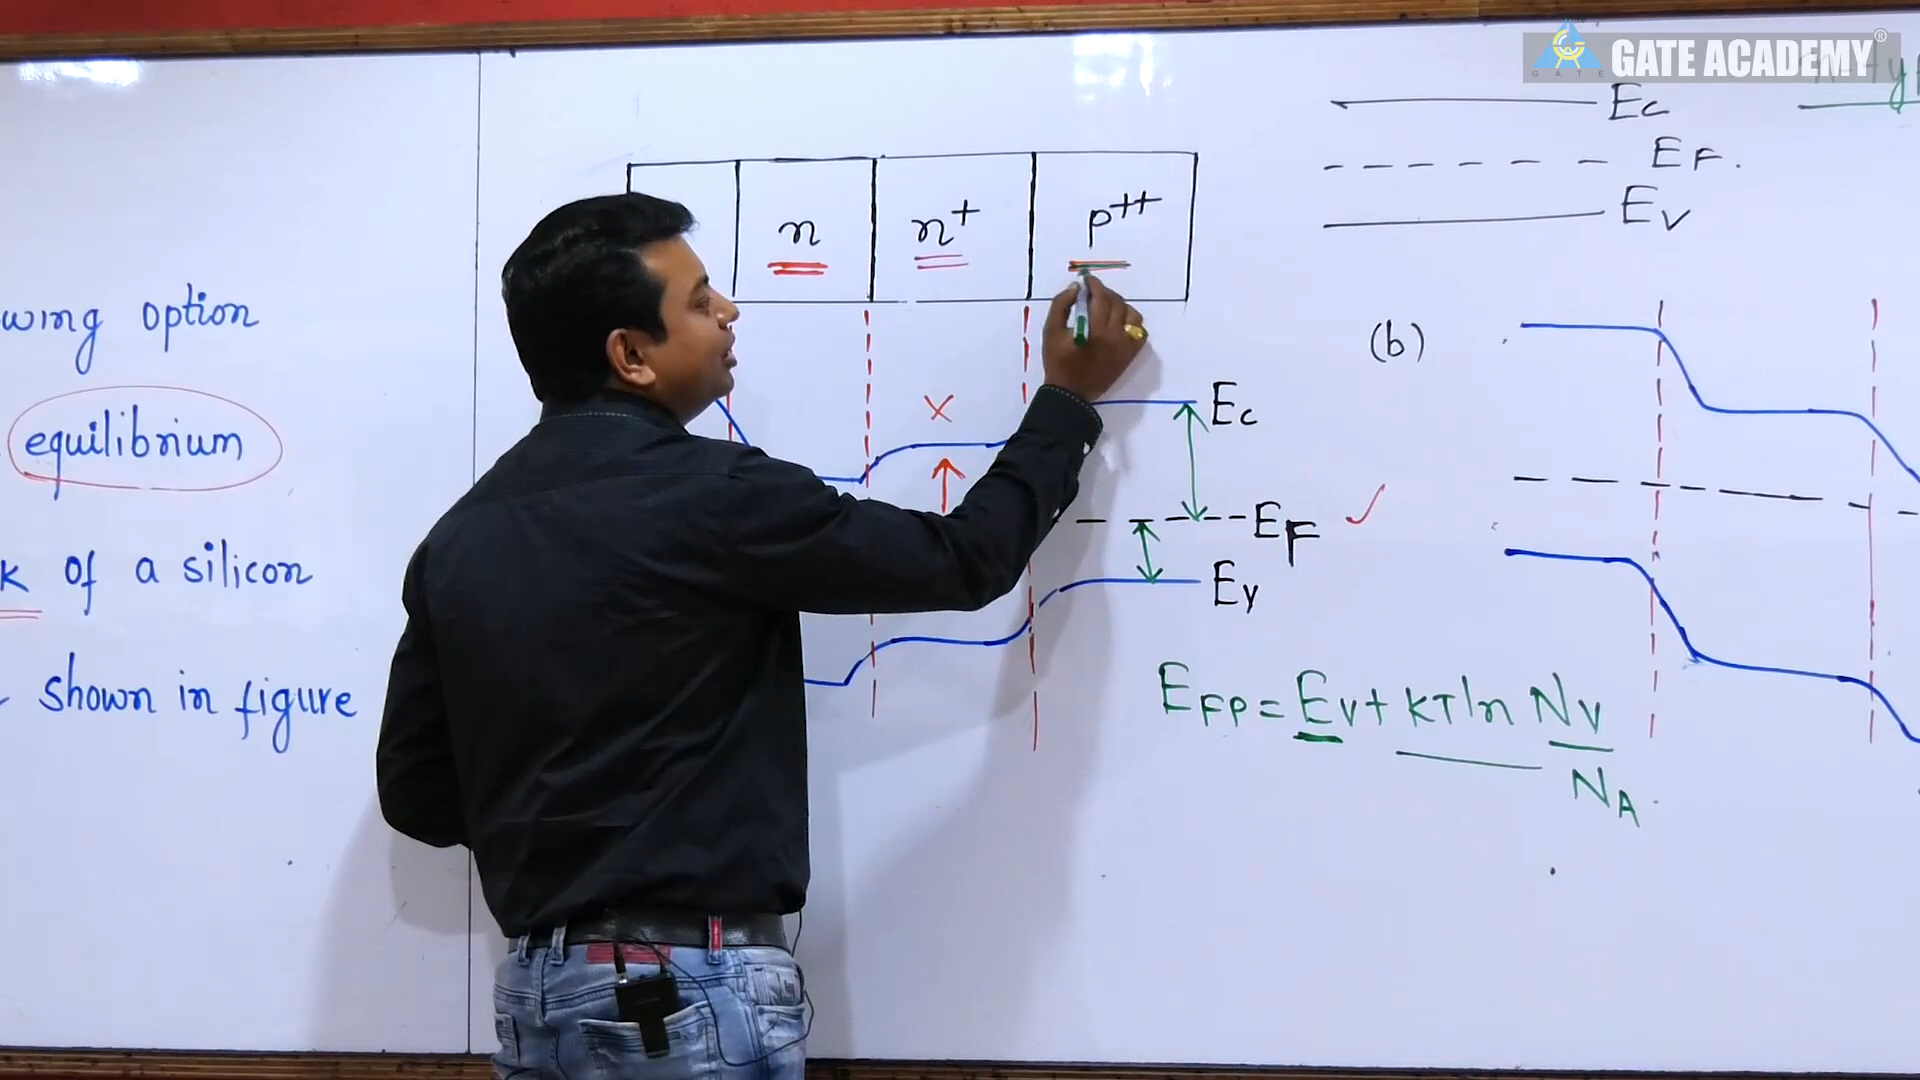 GATE ACADEMY®
GATE
Ec
EF.
Ev
n n+ p++
wing option
equilibrium
K of a silicon
shown in figure
×
Ec
EF ✓
Ev
EFP = Ev + KT ln Nv
NA
(b)